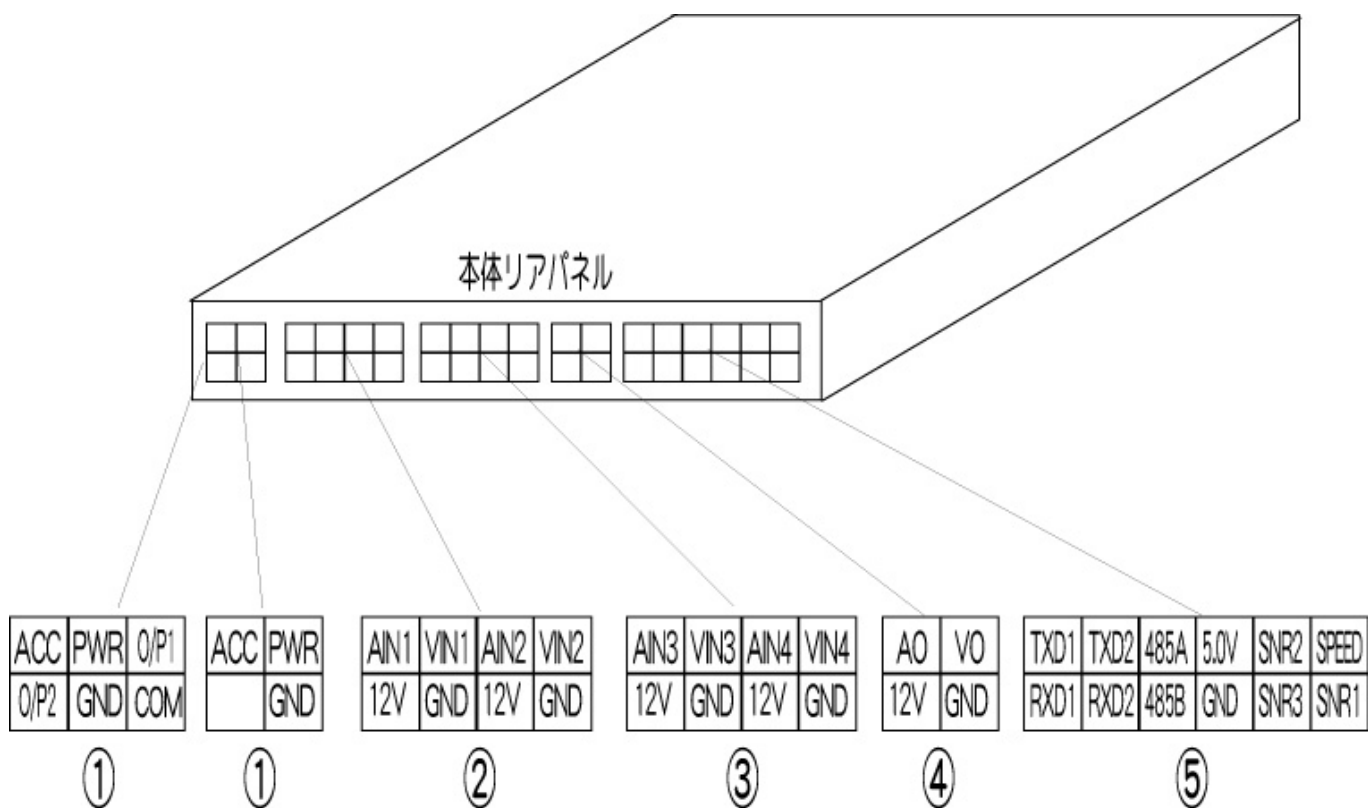 本体リアパネル
ACC PWR O/P1
O/P2 GND COM
①
ACC PWR
GND
①
AIN1 VIN1 AIN2 VIN2
12V GND 12V GND
②
AIN3 VIN3 AIN4 VIN4
12V GND 12V GND
③
AO VO
12V GND
④
TXD1 TXD2 485A 5.0V SNR2 SPEED
RXD1 RXD2 485B GND SNR3 SNR1
⑤